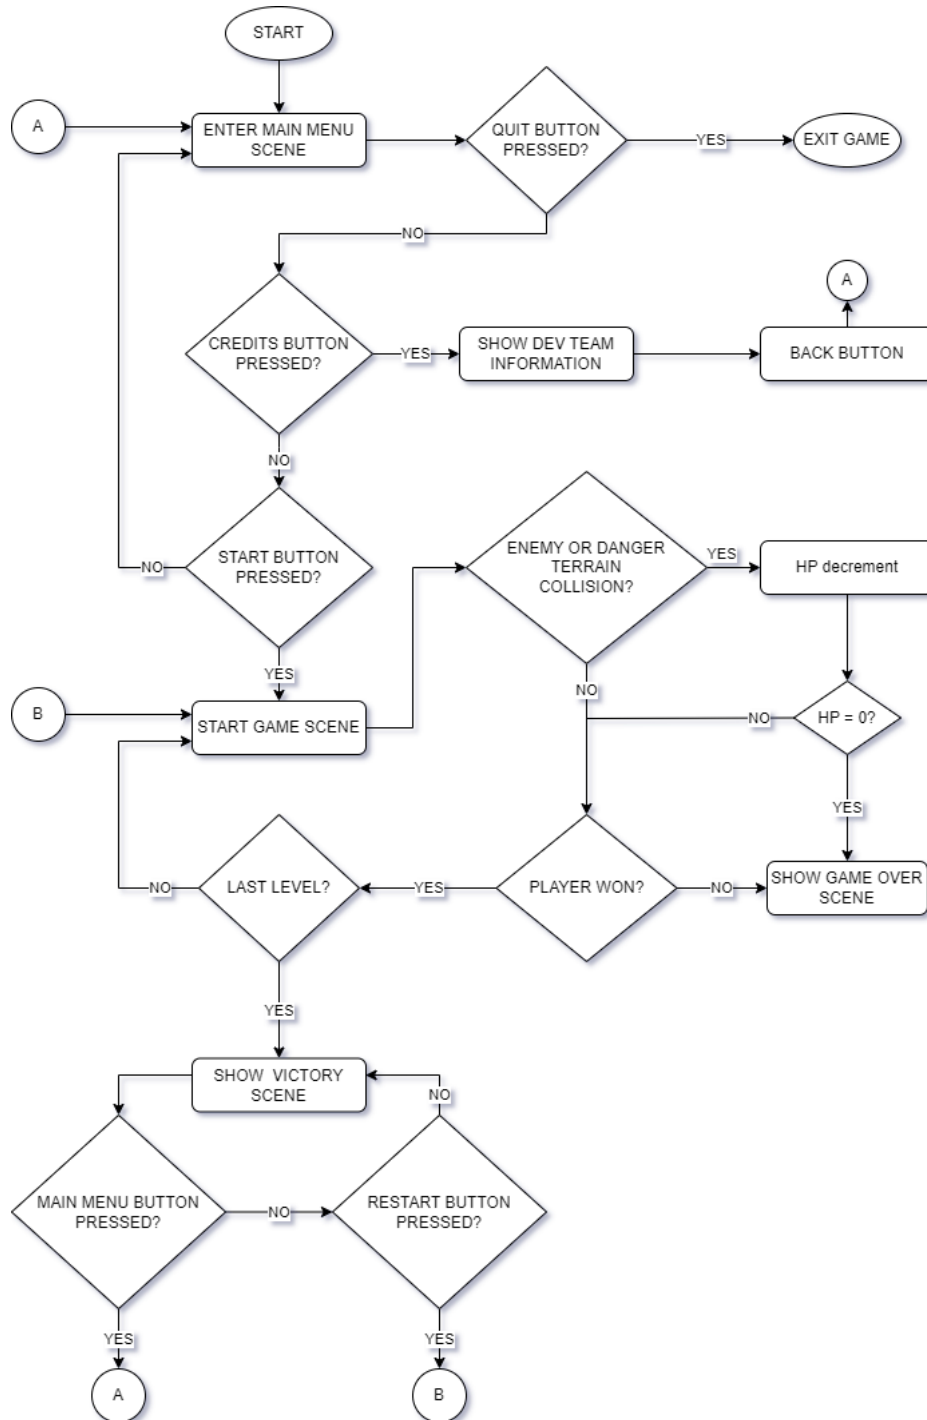 START
A
ENTER MAIN MENU
SCENE
QUIT BUTTON
PRESSED?
YES
EXIT GAME
NO
A
CREDITS BUTTON
PRESSED?
YES
SHOW DEV TEAM
INFORMATION
BACK BUTTON
NO
START BUTTON
PRESSED?
NO
ENEMY OR DANGER
TERRAIN
COLLISION?
YES
HP decrement
YES
NO
B
START GAME SCENE
NO
HP = 0?
YES
LAST LEVEL?
NO
YES
PLAYER WON?
NO
SHOW GAME OVER
SCENE
YES
SHOW VICTORY
SCENE
NO
MAIN MENU BUTTON
PRESSED?
NO
RESTART BUTTON
PRESSED?
YES
YES
A
B